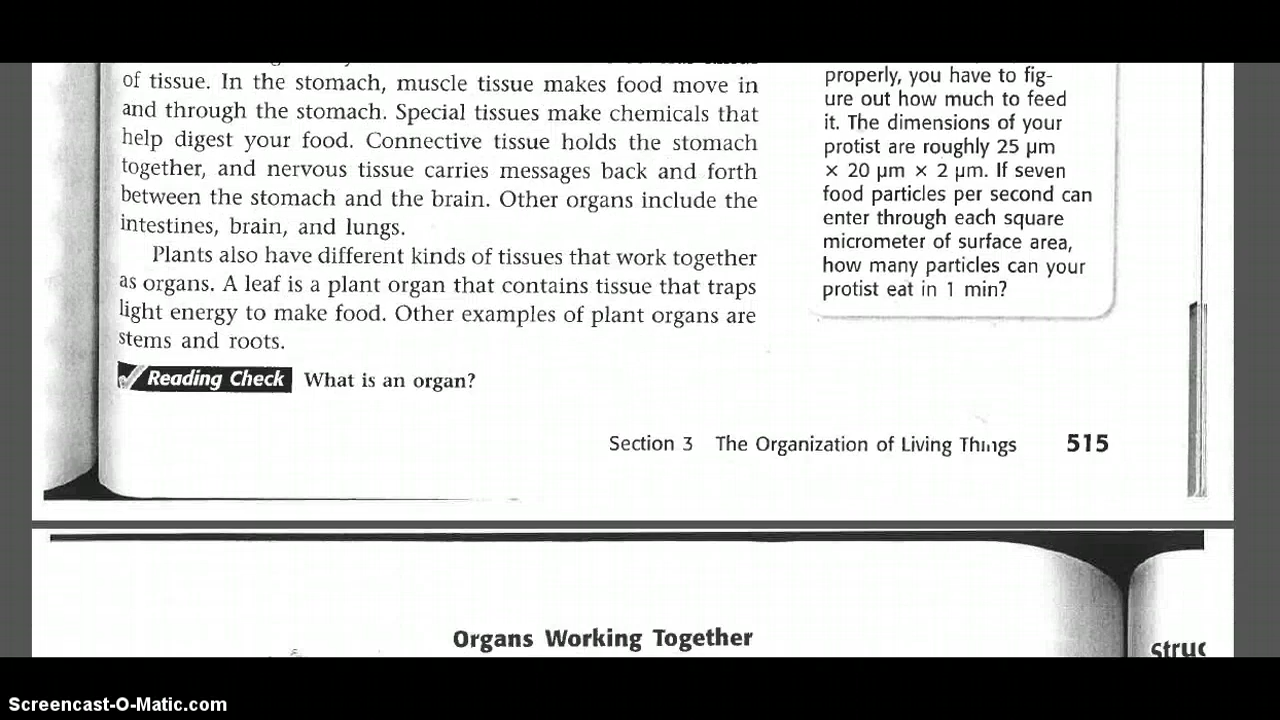 of tissue. In the stomach, muscle tissue makes food move in
and through the stomach. Special tissues make chemicals that
help digest your food. Connective tissue holds the stomach
together, and nervous tissue carries messages back and forth
between the stomach and the brain. Other organs include the
intestines, brain, and lungs.
Plants also have different kinds of tissues that work together
as organs. A leaf is a plant organ that contains tissue that traps
light energy to make food. Other examples of plant organs are
stems and roots.
Reading Check What is an organ?
properly, you have to fig-
ure out how much to feed
it. The dimensions of your
protist are roughly 25 μm
× 20 μm × 2 μm. If seven
food particles per second can
enter through each square
micrometer of surface area,
how many particles can your
protist eat in 1 min?
Section 3 The Organization of Living Things 515
Organs Working Together
struc
Screencast-O-Matic.com